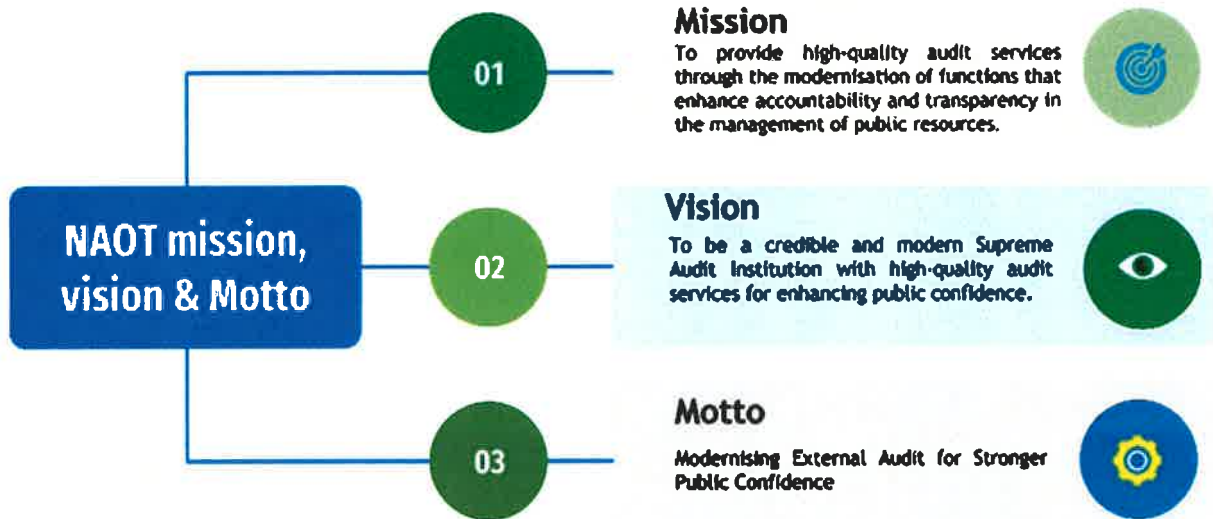 NAOT mission,
vision & Motto
01
Mission
To provide high-quality audit services
through the modernisation of functions that
enhance accountability and transparency in
the management of public resources.
02
Vision
To be a credible and modern Supreme
Audit Institution with high-quality audit
services for enhancing public confidence.
03
Motto
Modernising External Audit for Stronger
Public Confidence